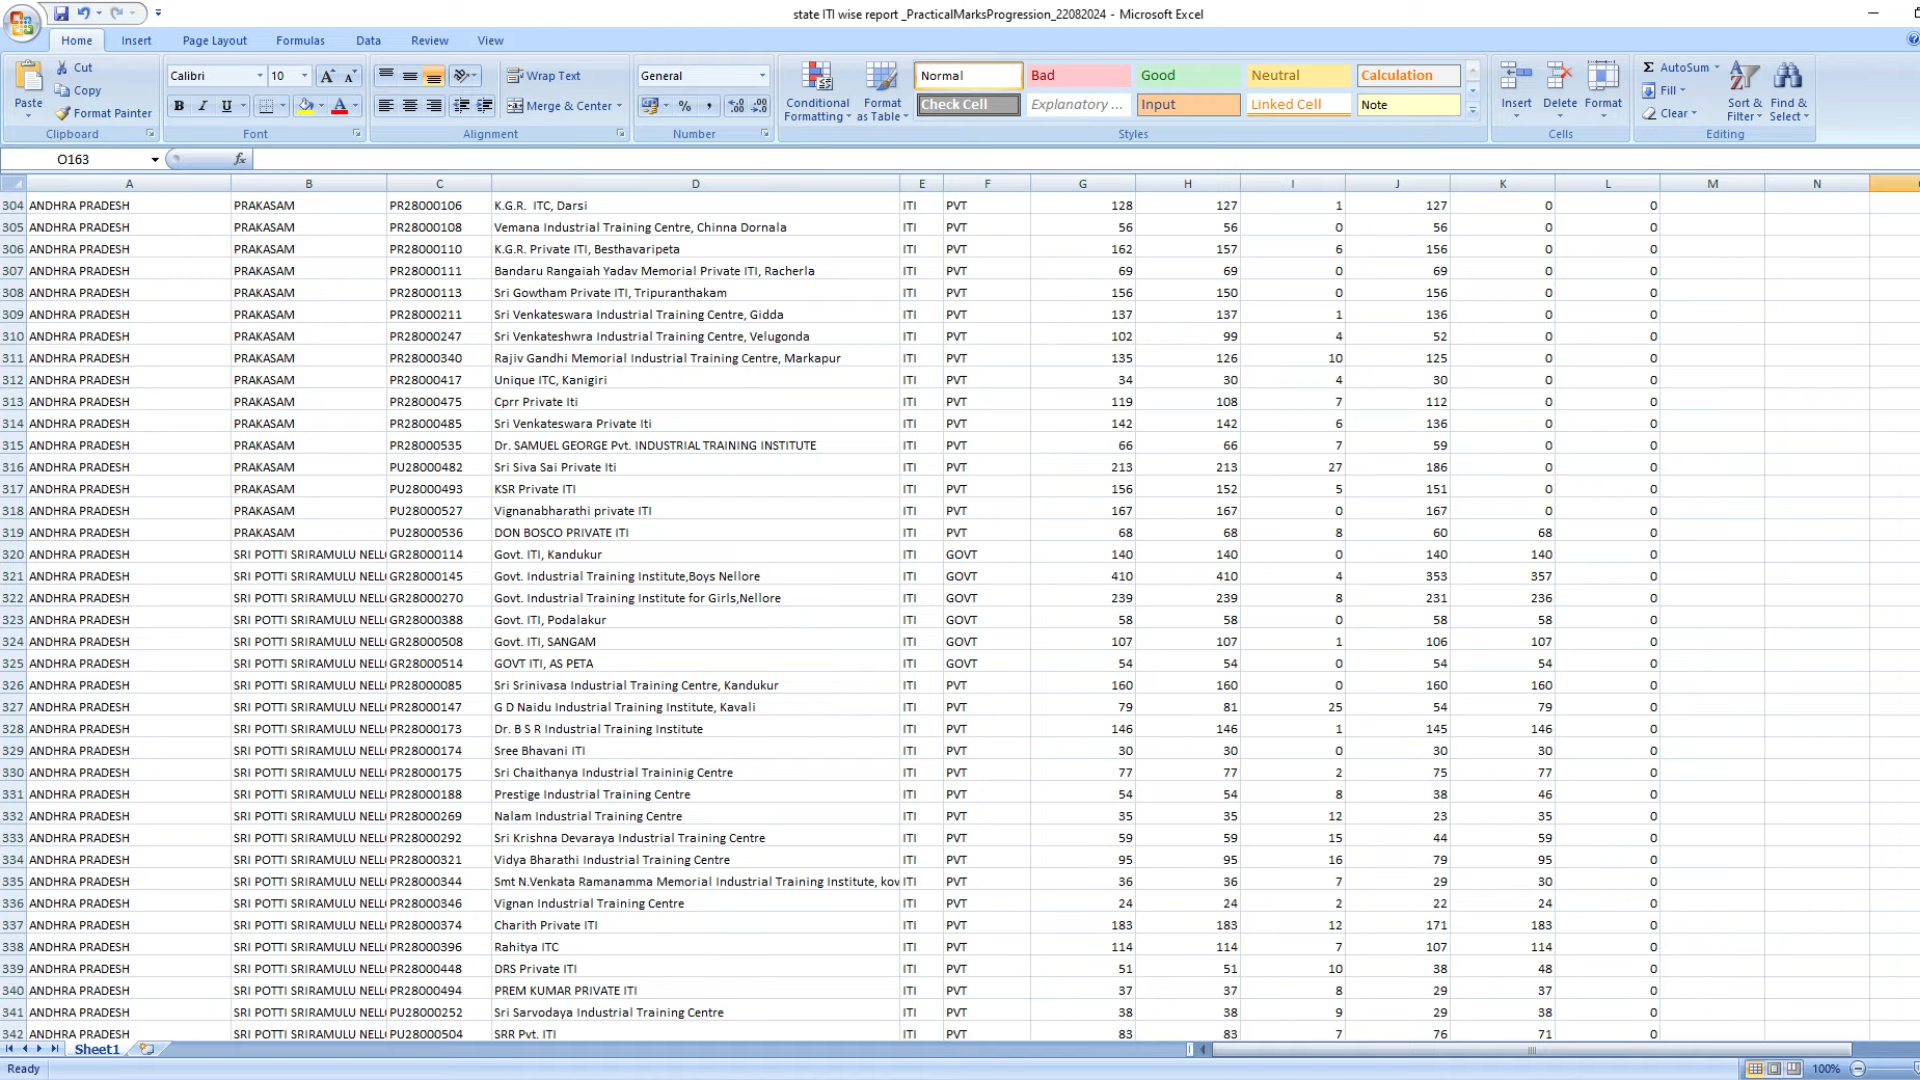 state ITI wise report _PracticalMarksProgression_22082024 - Microsoft Excel
Home Insert Page Layout Formulas Data Review View
Paste Cut Copy Format Painter Clipboard
Calibri 10 A A B I U A Font
Wrap Text Merge & Center Alignment
General % , Number
Conditional Formatting Format as Table
Normal Bad Good Neutral Calculation
Check Cell Explanatory ... Input Linked Cell Note
Styles
Insert Delete Format Cells
Σ AutoSum Fill Clear Sort & Filter Find & Select Editing
O163 fx
A B C D E F G H I J K L M N
304 ANDHRA PRADESH PRAKASAM PR28000106 K.G.R. ITC, Darsi ITI PVT 128 127 1 127 0 0
305 ANDHRA PRADESH PRAKASAM PR28000108 Vemana Industrial Training Centre, Chinna Dornala ITI PVT 56 56 0 56 0 0
306 ANDHRA PRADESH PRAKASAM PR28000110 K.G.R. Private ITI, Besthavaripeta ITI PVT 162 157 6 156 0 0
307 ANDHRA PRADESH PRAKASAM PR28000111 Bandaru Rangaiah Yadav Memorial Private ITI, Racherla ITI PVT 69 69 0 69 0 0
308 ANDHRA PRADESH PRAKASAM PR28000113 Sri Gowtham Private ITI, Tripuranthakam ITI PVT 156 150 0 156 0 0
309 ANDHRA PRADESH PRAKASAM PR28000211 Sri Venkateswara Industrial Training Centre, Gidda ITI PVT 137 137 1 136 0 0
310 ANDHRA PRADESH PRAKASAM PR28000247 Sri Venkateshwra Industrial Training Centre, Velugonda ITI PVT 102 99 4 52 0 0
311 ANDHRA PRADESH PRAKASAM PR28000340 Rajiv Gandhi Memorial Industrial Training Centre, Markapur ITI PVT 135 126 10 125 0 0
312 ANDHRA PRADESH PRAKASAM PR28000417 Unique ITC, Kanigiri ITI PVT 34 30 4 30 0 0
313 ANDHRA PRADESH PRAKASAM PR28000475 Cprr Private Iti ITI PVT 119 108 7 112 0 0
314 ANDHRA PRADESH PRAKASAM PR28000485 Sri Venkateswara Private Iti ITI PVT 142 142 6 136 0 0
315 ANDHRA PRADESH PRAKASAM PR28000535 Dr. SAMUEL GEORGE Pvt. INDUSTRIAL TRAINING INSTITUTE ITI PVT 66 66 7 59 0 0
316 ANDHRA PRADESH PRAKASAM PU28000482 Sri Siva Sai Private Iti ITI PVT 213 213 27 186 0 0
317 ANDHRA PRADESH PRAKASAM PU28000493 KSR Private ITI ITI PVT 156 152 5 151 0 0
318 ANDHRA PRADESH PRAKASAM PU28000527 Vignanabharathi private ITI ITI PVT 167 167 0 167 0 0
319 ANDHRA PRADESH PRAKASAM PU28000536 DON BOSCO PRIVATE ITI ITI PVT 68 68 8 60 68 0
320 ANDHRA PRADESH SRI POTTI SRIRAMULU NELL GR28000114 Govt. ITI, Kandukur ITI GOVT 140 140 0 140 140 0
321 ANDHRA PRADESH SRI POTTI SRIRAMULU NELL GR28000145 Govt. Industrial Training Institute,Boys Nellore ITI GOVT 410 410 4 353 357 0
322 ANDHRA PRADESH SRI POTTI SRIRAMULU NELL GR28000270 Govt. Industrial Training Institute for Girls,Nellore ITI GOVT 239 239 8 231 236 0
323 ANDHRA PRADESH SRI POTTI SRIRAMULU NELL GR28000388 Govt. ITI, Podalakur ITI GOVT 58 58 0 58 58 0
324 ANDHRA PRADESH SRI POTTI SRIRAMULU NELL GR28000508 Govt. ITI, SANGAM ITI GOVT 107 107 1 106 107 0
325 ANDHRA PRADESH SRI POTTI SRIRAMULU NELL GR28000514 GOVT ITI, AS PETA ITI GOVT 54 54 0 54 54 0
326 ANDHRA PRADESH SRI POTTI SRIRAMULU NELL PR28000085 Sri Srinivasa Industrial Training Centre, Kandukur ITI PVT 160 160 0 160 160 0
327 ANDHRA PRADESH SRI POTTI SRIRAMULU NELL PR28000147 G D Naidu Industrial Training Institute, Kavali ITI PVT 79 81 25 54 79 0
328 ANDHRA PRADESH SRI POTTI SRIRAMULU NELL PR28000173 Dr. B S R Industrial Training Institute ITI PVT 146 146 1 145 146 0
329 ANDHRA PRADESH SRI POTTI SRIRAMULU NELL PR28000174 Sree Bhavani ITI ITI PVT 30 30 0 30 30 0
330 ANDHRA PRADESH SRI POTTI SRIRAMULU NELL PR28000175 Sri Chaithanya Industrial Traininig Centre ITI PVT 77 77 2 75 77 0
331 ANDHRA PRADESH SRI POTTI SRIRAMULU NELL PR28000188 Prestige Industrial Training Centre ITI PVT 54 54 8 38 46 0
332 ANDHRA PRADESH SRI POTTI SRIRAMULU NELL PR28000269 Nalam Industrial Training Centre ITI PVT 35 35 12 23 35 0
333 ANDHRA PRADESH SRI POTTI SRIRAMULU NELL PR28000292 Sri Krishna Devaraya Industrial Training Centre ITI PVT 59 59 15 44 59 0
334 ANDHRA PRADESH SRI POTTI SRIRAMULU NELL PR28000321 Vidya Bharathi Industrial Training Centre ITI PVT 95 95 16 79 95 0
335 ANDHRA PRADESH SRI POTTI SRIRAMULU NELL PR28000344 Smt N.Venkata Ramanamma Memorial Industrial Training Institute, kov ITI PVT 36 36 7 29 30 0
336 ANDHRA PRADESH SRI POTTI SRIRAMULU NELL PR28000346 Vignan Industrial Training Centre ITI PVT 24 24 2 22 24 0
337 ANDHRA PRADESH SRI POTTI SRIRAMULU NELL PR28000374 Charith Private ITI ITI PVT 183 183 12 171 183 0
338 ANDHRA PRADESH SRI POTTI SRIRAMULU NELL PR28000396 Rahitya ITC ITI PVT 114 114 7 107 114 0
339 ANDHRA PRADESH SRI POTTI SRIRAMULU NELL PR28000448 DRS Private ITI ITI PVT 51 51 10 38 48 0
340 ANDHRA PRADESH SRI POTTI SRIRAMULU NELL PR28000494 PREM KUMAR PRIVATE ITI ITI PVT 37 37 8 29 37 0
341 ANDHRA PRADESH SRI POTTI SRIRAMULU NELL PU28000252 Sri Sarvodaya Industrial Training Centre ITI PVT 38 38 9 29 38 0
342 ANDHRA PRADESH SRI POTTI SRIRAMULU NELL PU28000504 SRR Pvt. ITI ITI PVT 83 83 7 76 71 0
Sheet1
Ready 100%